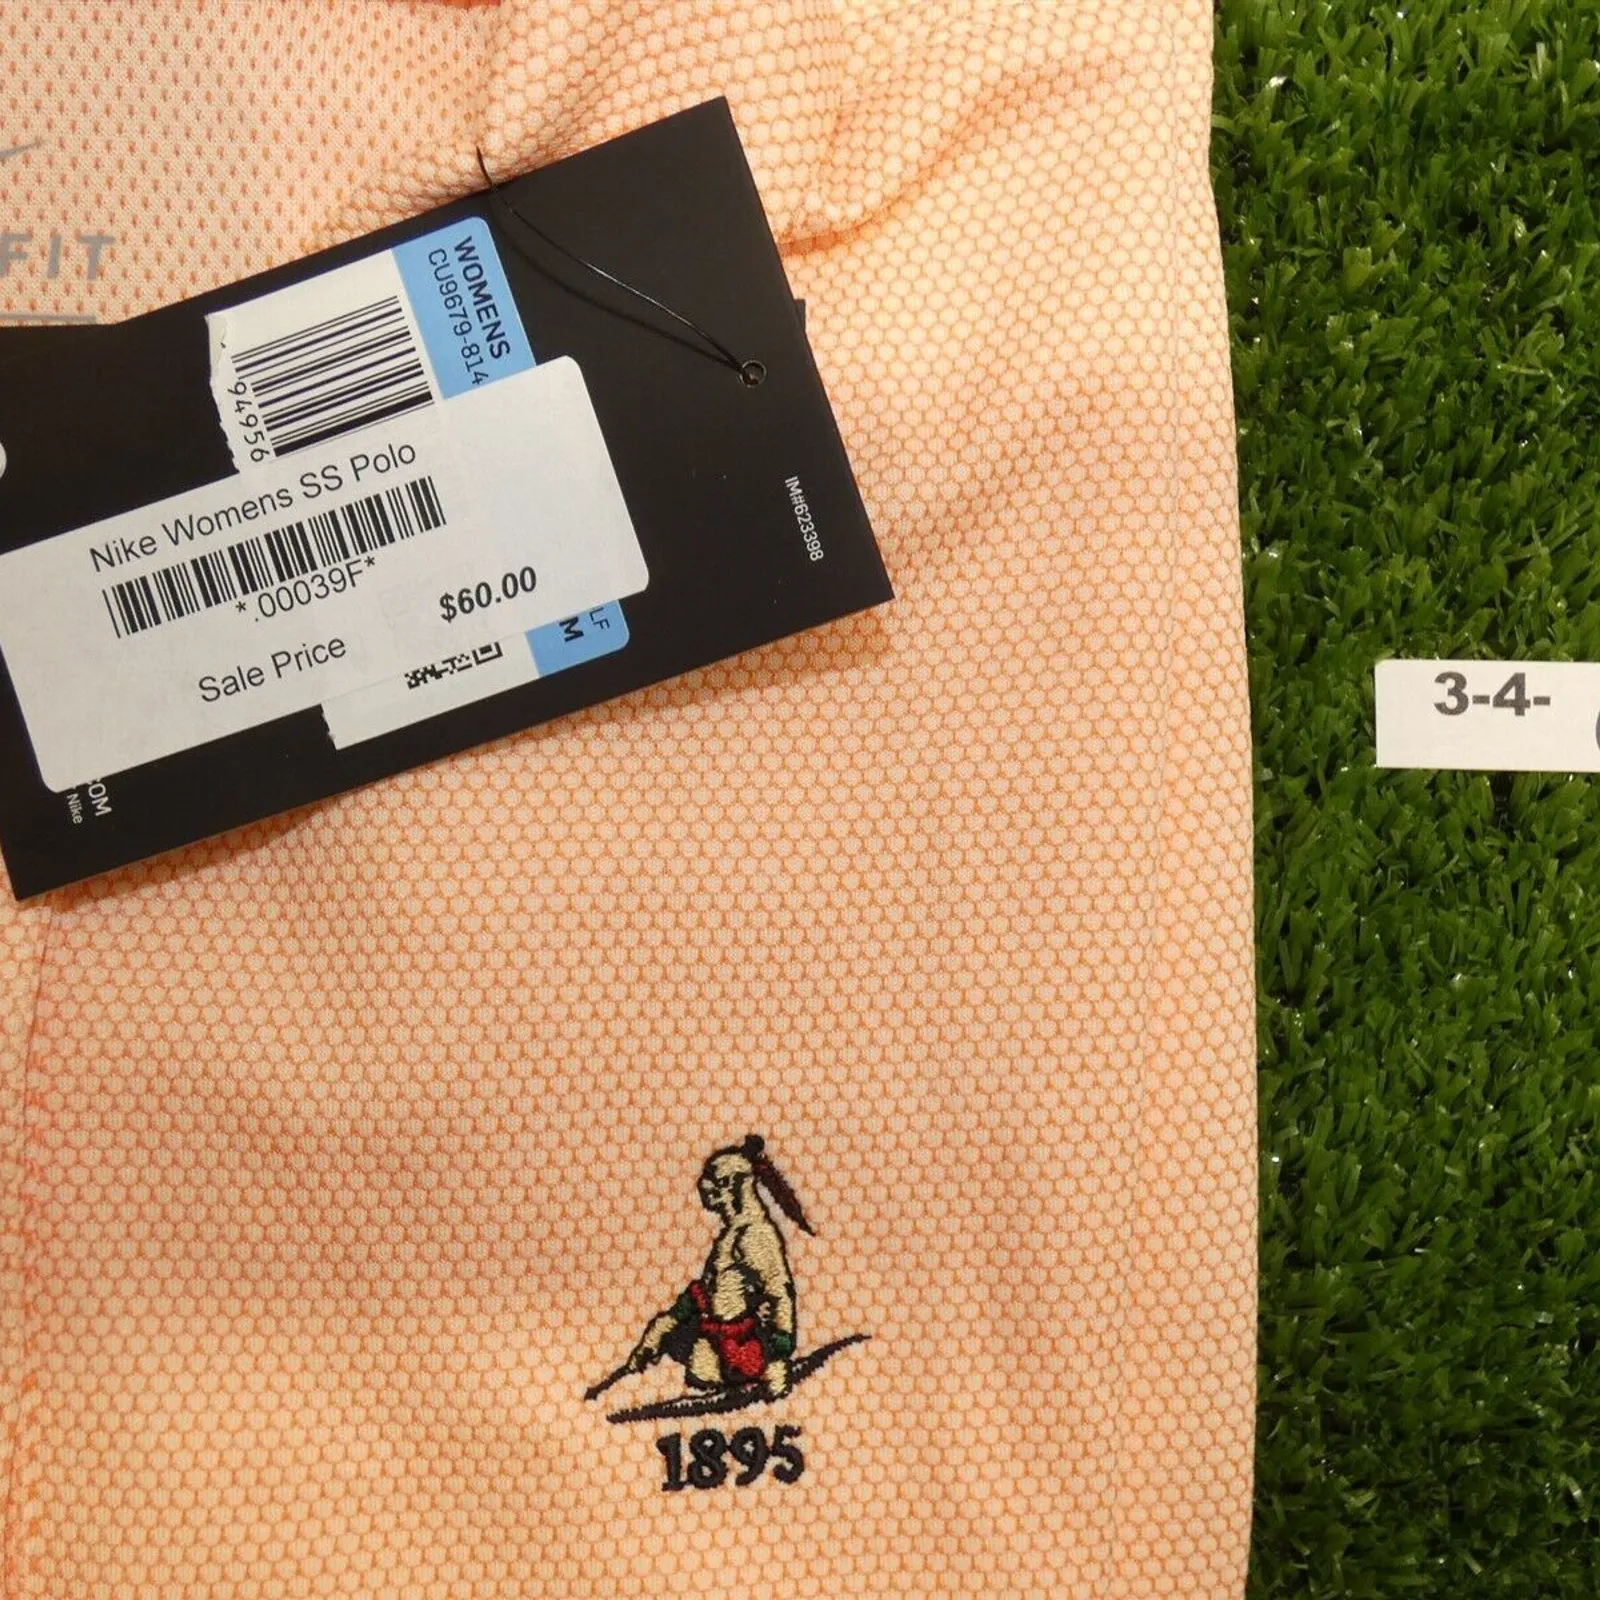 FIT
WOMENS
CU9679-814
94956
Nike Womens SS Polo
*.00039F*
$60.00
Sale Price
LF
M
IM#623398
COM
Nike
3-4-
1895